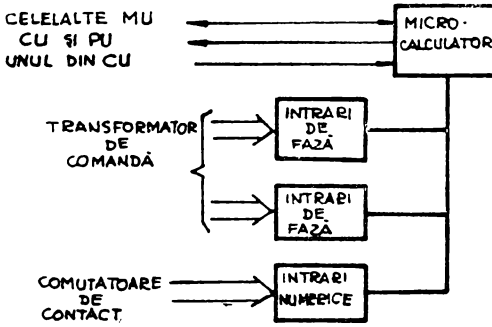 CELELALTE MU
CU ȘI PU
UNUL DIN CU
MICRO-
CALCULATOR
TRANSFORMATOR
DE
COMANDĂ
INTRARI
DE
FAZĂ
INTRARI
DE
FAZĂ
COMUTATOARE
DE
CONTACT,
INTRARI
NUMERICE